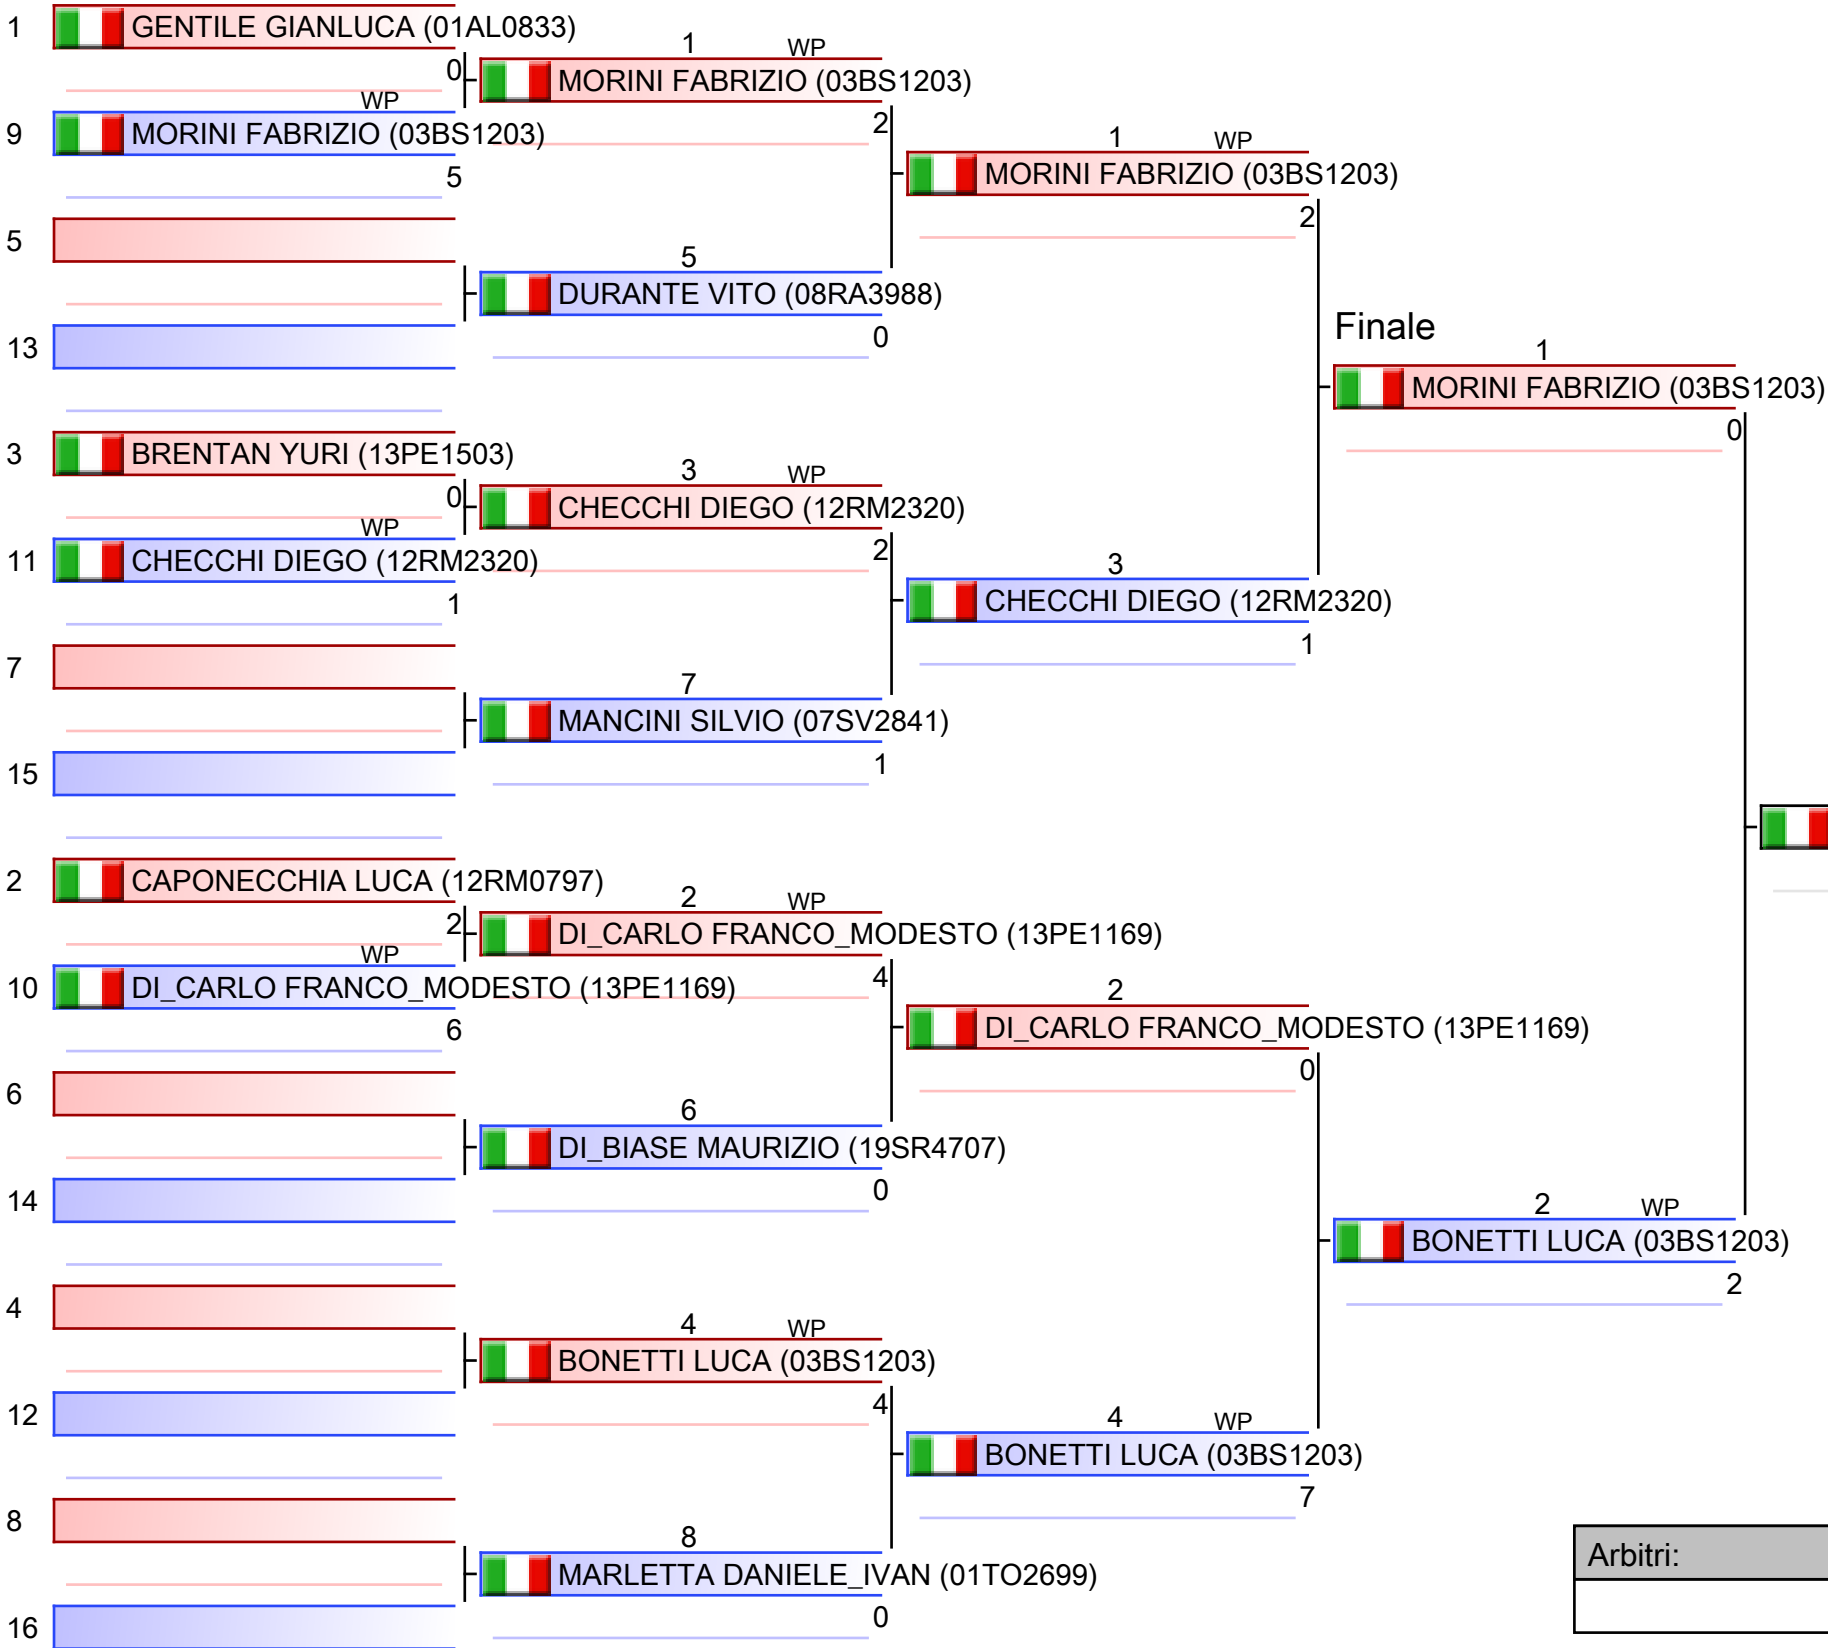 1 GENTILE GIANLUCA (01AL0833)
0
1 WP
MORINI FABRIZIO (03BS1203)
2
WP
9 MORINI FABRIZIO (03BS1203)
5
1 WP
MORINI FABRIZIO (03BS1203)
2
5
5
DURANTE VITO (08RA3988)
0
13
Finale
1
MORINI FABRIZIO (03BS1203)
0
3 BRENTAN YURI (13PE1503)
0
3 WP
CHECCHI DIEGO (12RM2320)
2
WP
11 CHECCHI DIEGO (12RM2320)
1
3
CHECCHI DIEGO (12RM2320)
1
7
7
MANCINI SILVIO (07SV2841)
1
15
2 CAPONECCHIA LUCA (12RM0797)
2
2 WP
DI_CARLO FRANCO_MODESTO (13PE1169)
4
WP
10 DI_CARLO FRANCO_MODESTO (13PE1169)
6
2
DI_CARLO FRANCO_MODESTO (13PE1169)
0
6
6
DI_BIASE MAURIZIO (19SR4707)
0
14
2 WP
BONETTI LUCA (03BS1203)
2
4
4 WP
BONETTI LUCA (03BS1203)
4
12
4 WP
BONETTI LUCA (03BS1203)
7
8
8
MARLETTA DANIELE_IVAN (01TO2699)
0
16
Arbitri: